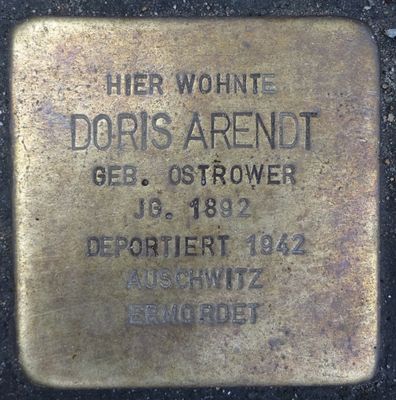 HIER WOHNTE
DORIS ARENDT
GEB. OSTROWER
JG. 1892
DEPORTIERT 1942
AUSCHWITZ
ERMORDET